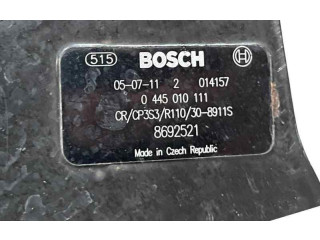 515 BOSCH
05-07-11 2 014157
0 445 010 111
CR/CP3S3/R110/30-8911S
8692521
Made in Czech Republic